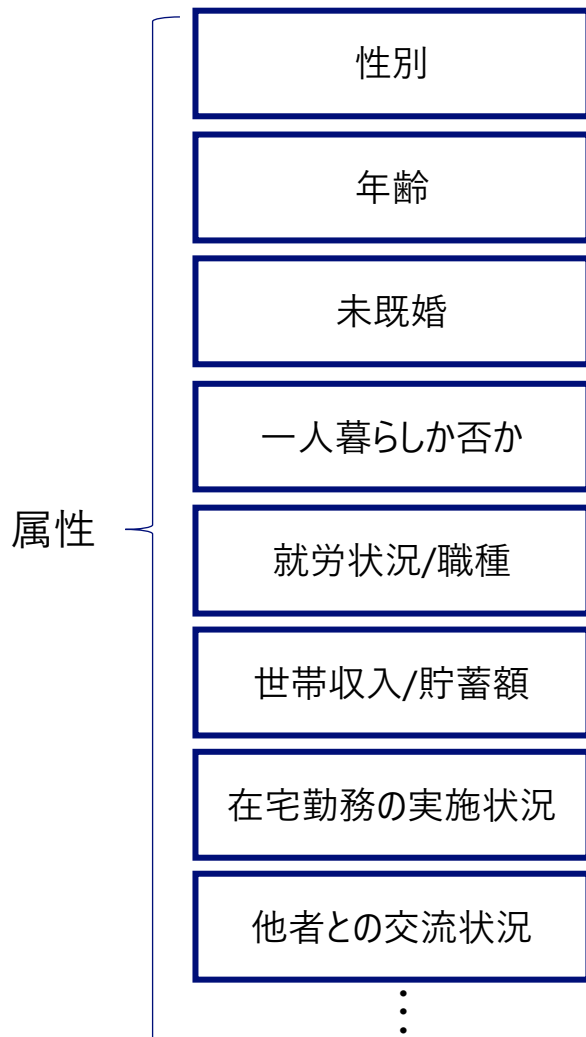 性別
年齢
未既婚
一人暮らしか否か
属性
就労状況/職種
世帯収入/貯蓄額
在宅勤務の実施状況
他者との交流状況
⋮